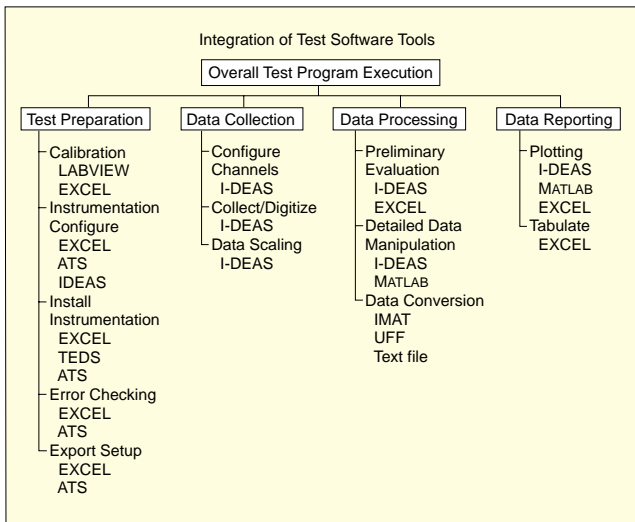 Integration of Test Software Tools
Overall Test Program Execution
Test Preparation
Calibration
LABVIEW
EXCEL
Instrumentation
Configure
EXCEL
ATS
IDEAS
Install
Instrumentation
EXCEL
TEDS
ATS
Error Checking
EXCEL
ATS
Export Setup
EXCEL
ATS
Data Collection
Configure
Channels
I-DEAS
Collect/Digitize
I-DEAS
Data Scaling
I-DEAS
Data Processing
Preliminary
Evaluation
I-DEAS
EXCEL
Detailed Data
Manipulation
I-DEAS
MATLAB
Data Conversion
IMAT
UFF
Text file
Data Reporting
Plotting
I-DEAS
MATLAB
EXCEL
Tabulate
EXCEL